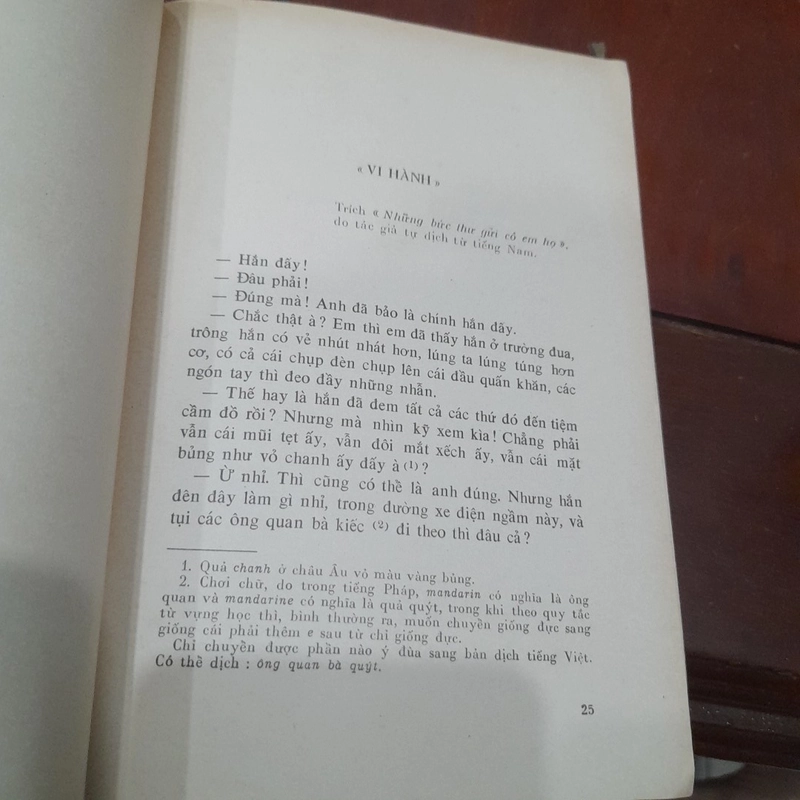 « VI HÀNH »
Trích « Những bức thư gửi cô em họ »,
do tác giả tự dịch từ tiếng Nam.
— Hắn đấy!
— Đâu phải!
— Đúng mà! Anh đã bảo là chính hắn đấy.
— Chắc thật à? Em thì em đã thấy hắn ở trường đua,
trông hắn có vẻ nhút nhát hơn, lúng ta lúng túng hơn
cơ, có cả cái chụp đèn chụp lên cái đầu quấn khăn, các
ngón tay thì đeo đầy những nhẫn.
— Thế hay là hắn đã đem tất cả các thứ đó đến tiệm
cầm đồ rồi? Nhưng mà nhìn kỹ xem kìa! Chẳng phải
vẫn cái mũi tẹt ấy, vẫn đôi mắt xếch ấy, vẫn cái mặt
bủng như vỏ chanh ấy đấy à (1)?
— Ừ nhỉ. Thì cũng có thể là anh đúng. Nhưng hắn
đến đây làm gì nhỉ, trong đường xe điện ngầm này, và
tụi các ông quan bà kiếc (2) đi theo thì đâu cả?
1. Quả chanh ở châu Âu vỏ màu vàng bủng.
2. Chơi chữ, do trong tiếng Pháp, mandarin có nghĩa là ông
quan và mandarine có nghĩa là quả quýt, trong khi theo quy tắc
từ vựng học thì, bình thường ra, muốn chuyển giống đực sang
giống cái phải thêm e sau từ chỉ giống đực.
Chỉ chuyển được phần nào ý đùa sang bản dịch tiếng Việt.
Có thể dịch : ông quan bà quýt.
25